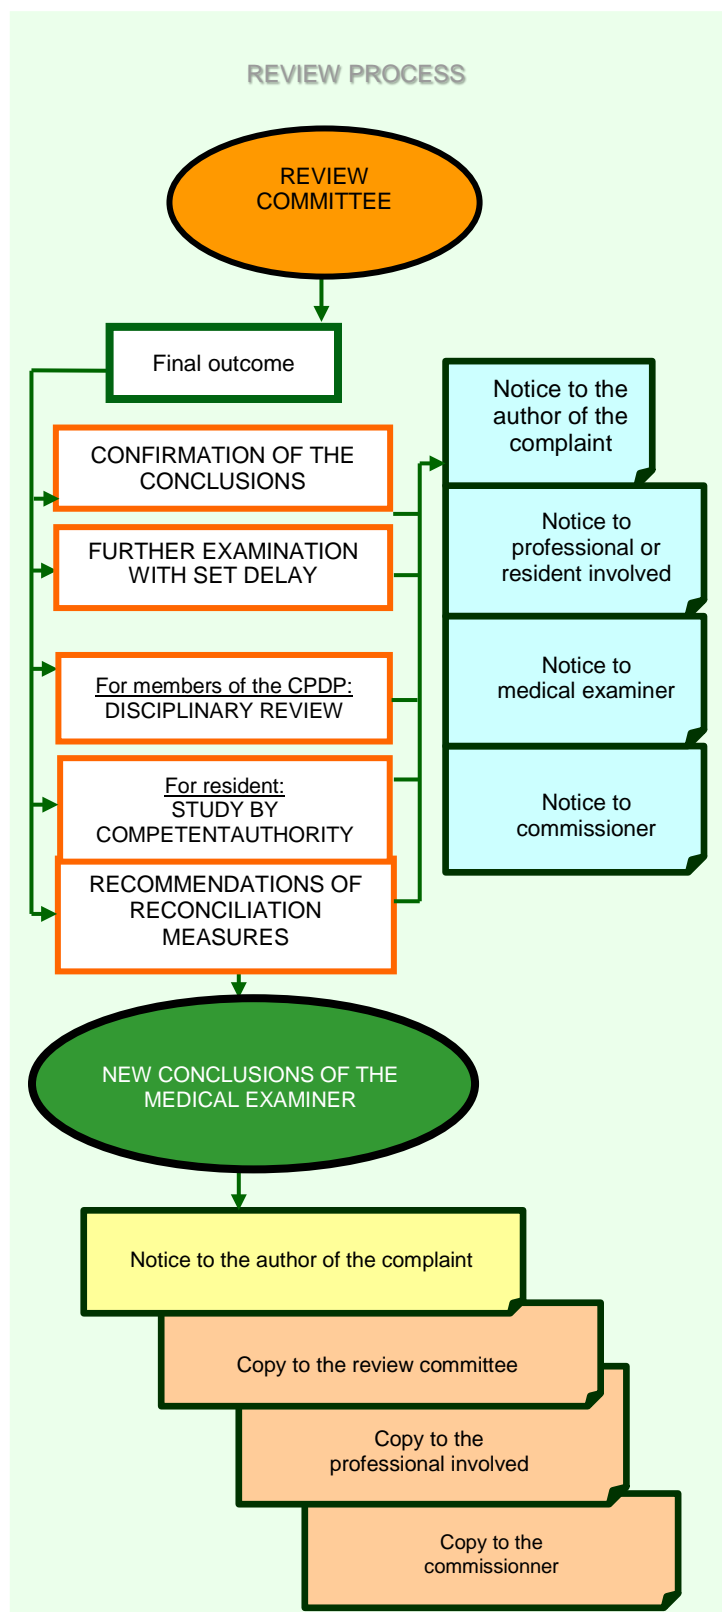 REVIEW PROCESS
REVIEW
COMMITTEE
Final outcome
CONFIRMATION OF THE
CONCLUSIONS
FURTHER EXAMINATION
WITH SET DELAY
For members of the CPDP:
DISCIPLINARY REVIEW
For resident:
STUDY BY
COMPETENTAUTHORITY
RECOMMENDATIONS OF
RECONCILIATION
MEASURES
Notice to the
author of the
complaint
Notice to
professional or
resident involved
Notice to
medical examiner
Notice to
commissioner
NEW CONCLUSIONS OF THE
MEDICAL EXAMINER
Notice to the author of the complaint
Copy to the review committee
Copy to the
professional involved
Copy to the
commissionner